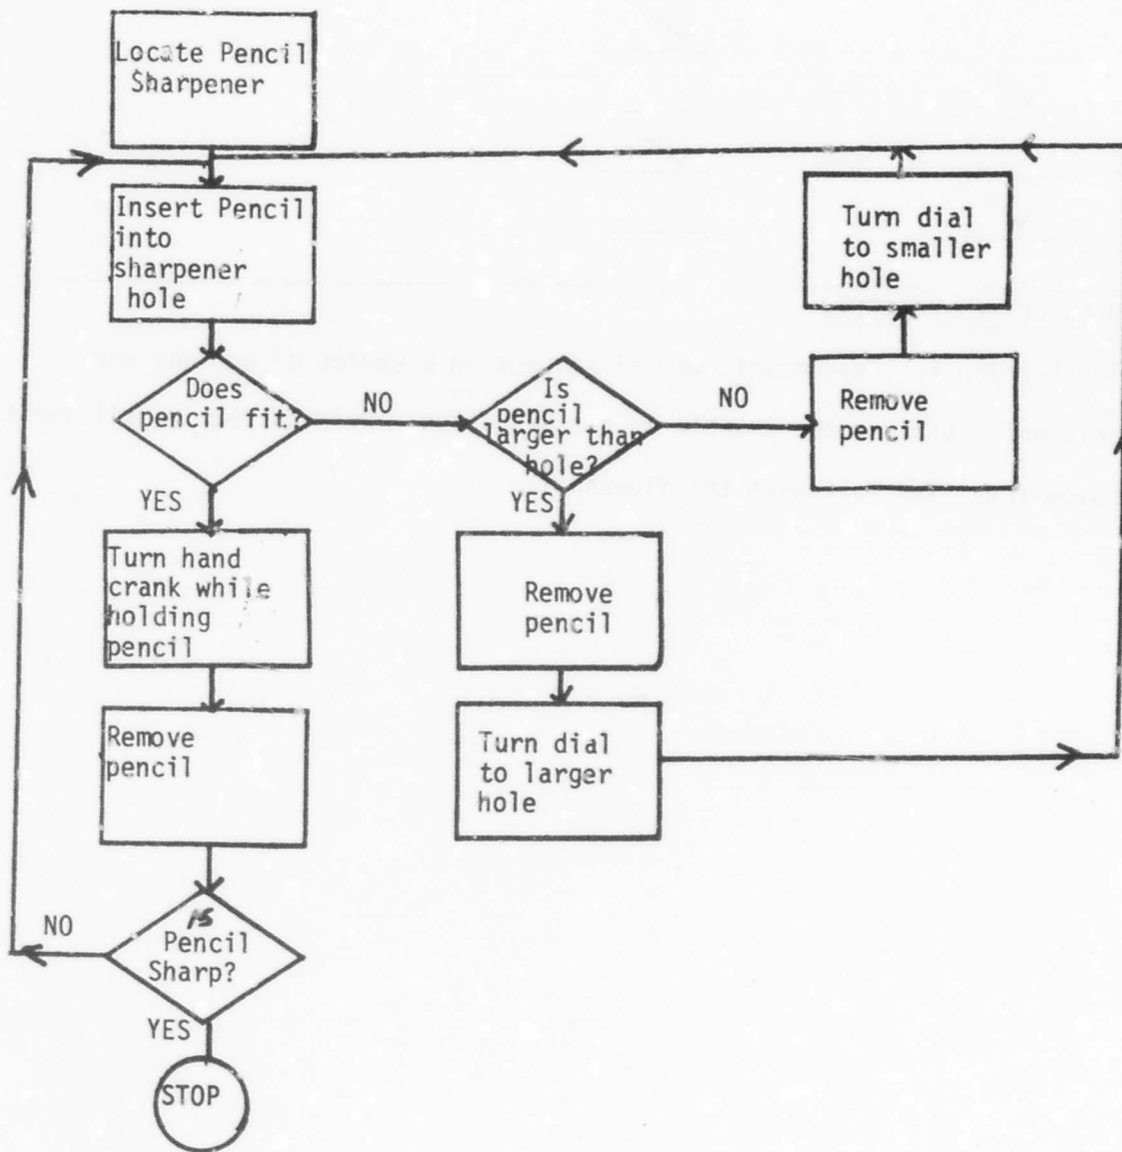 Locate Pencil
Sharpener
Insert Pencil
into
sharpener
hole
Does
pencil fit?
NO
Is
pencil
larger than
hole?
NO
Remove
pencil
Turn dial
to smaller
hole
YES
Turn hand
crank while
holding
pencil
Remove
pencil
YES
Remove
pencil
Turn dial
to larger
hole
is
Pencil
Sharp?
NO
YES
STOP